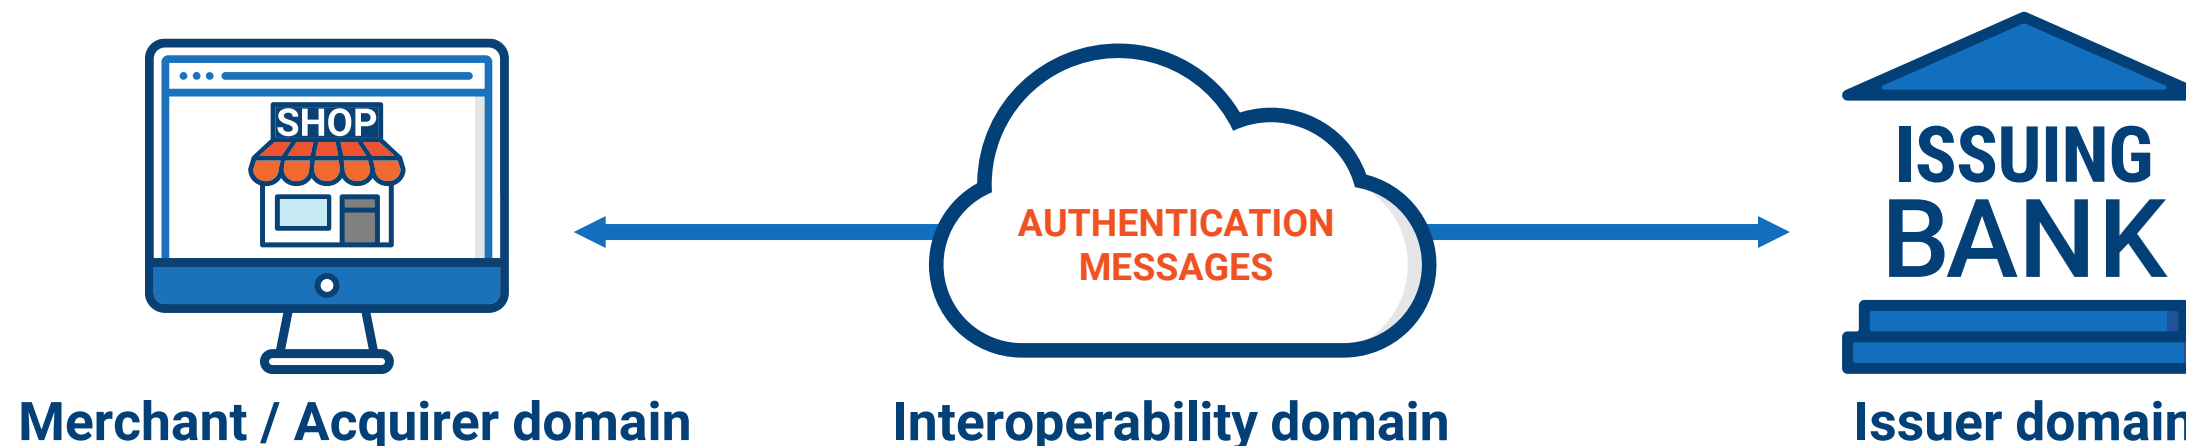 SHOP
AUTHENTICATION
MESSAGES
ISSUING
BANK
Merchant / Acquirer domain
Interoperability domain
Issuer domain